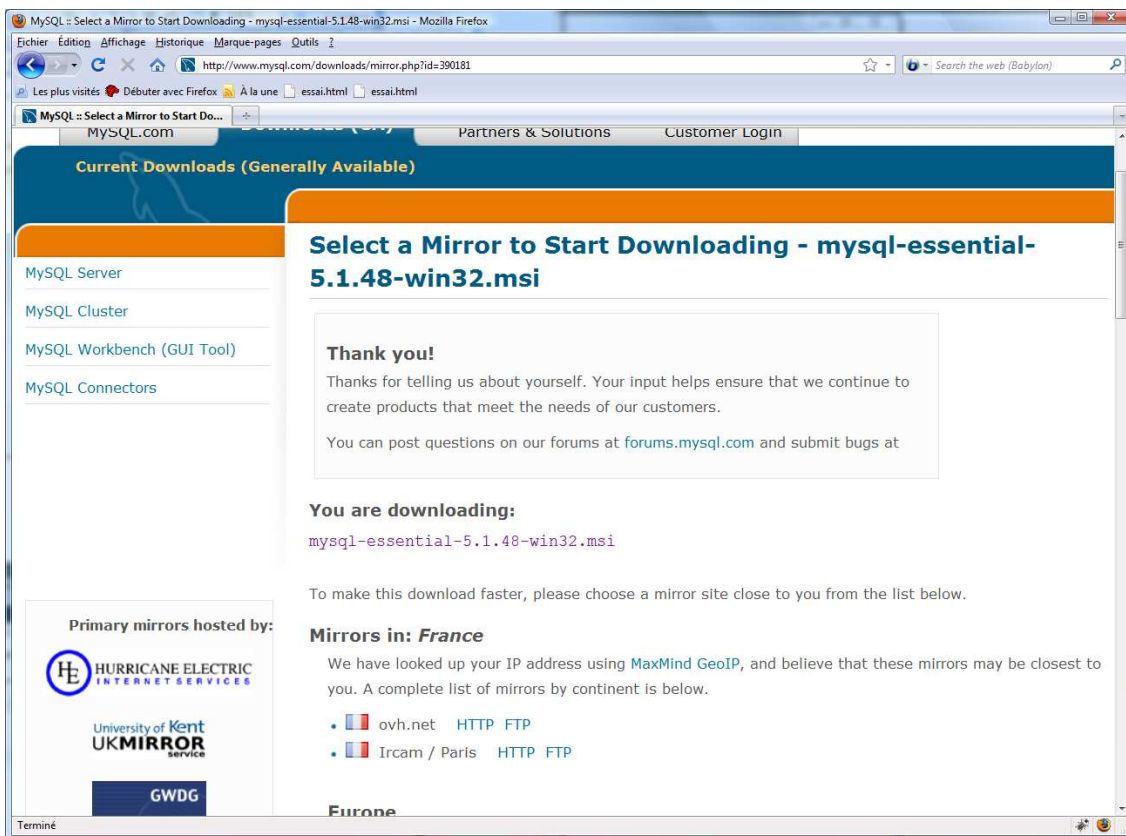 MySQL :: Select a Mirror to Start Downloading - mysql-essential-5.1.48-win32.msi - Mozilla Firefox
Eichier Édition Affichage Historique Marque-pages Outils ?
http://www.mysql.com/downloads/mirror.php?id=390181
Search the web (Babylon)
Les plus visités Débuter avec Firefox À la une essai.html essai.html
MySQL :: Select a Mirror to Start Do...
MySQL.com Downloads (GA) Partners & Solutions Customer Login
Current Downloads (Generally Available)
Select a Mirror to Start Downloading - mysql-essential-
5.1.48-win32.msi
MySQL Server
MySQL Cluster
MySQL Workbench (GUI Tool)
MySQL Connectors
Thank you!
Thanks for telling us about yourself. Your input helps ensure that we continue to
create products that meet the needs of our customers.
You can post questions on our forums at forums.mysql.com and submit bugs at
You are downloading:
mysql-essential-5.1.48-win32.msi
To make this download faster, please choose a mirror site close to you from the list below.
Primary mirrors hosted by:
HE HURRICANE ELECTRIC
INTERNET SERVICES
University of Kent
UKMIRROR
service
GWDG
Mirrors in: France
We have looked up your IP address using MaxMind GeoIP, and believe that these mirrors may be closest to
you. A complete list of mirrors by continent is below.
ovh.net HTTP FTP
Ircam / Paris HTTP FTP
Europe
Terminé